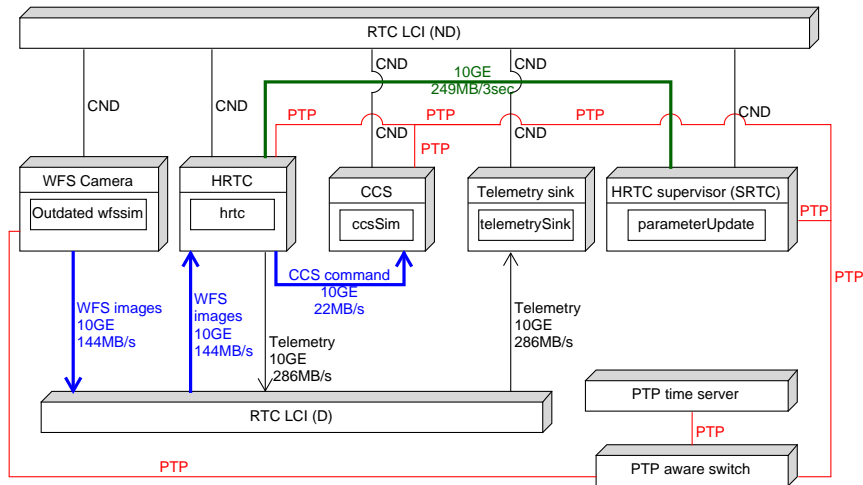 RTC LCI (ND)
CND
CND
CND
CND
CND
CND
CND
10GE
249MB/3sec
PTP
PTP
PTP
PTP
WFS Camera
Outdated wfssim
HRTC
hrtc
CCS
ccsSim
Telemetry sink
telemetrySink
HRTC supervisor (SRTC)
parameterUpdate
PTP
PTP
PTP
WFS images
10GE
144MB/s
WFS
images
10GE
144MB/s
CCS command
10GE
22MB/s
Telemetry
10GE
286MB/s
Telemetry
10GE
286MB/s
RTC LCI (D)
PTP time server
PTP
PTP
PTP aware switch